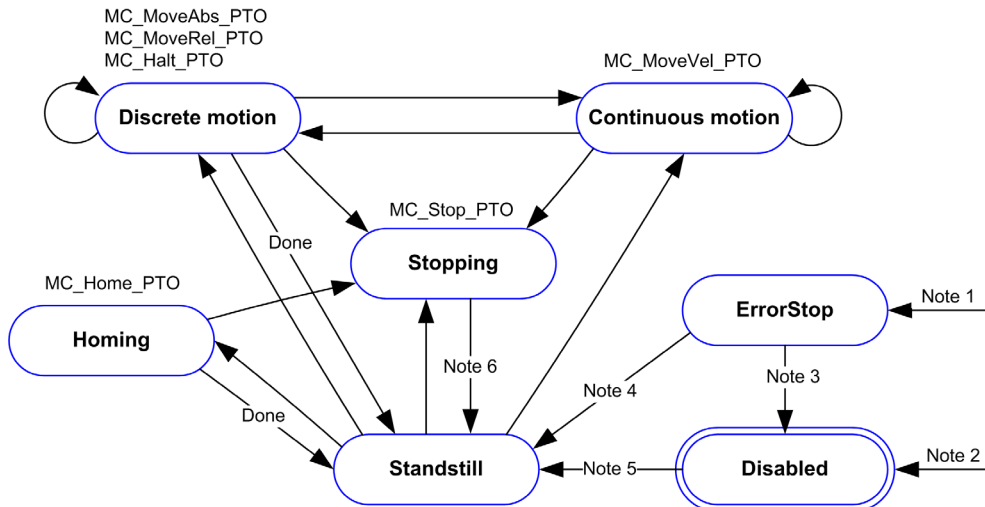 MC_MoveAbs_PTO
MC_MoveRel_PTO
MC_Halt_PTO
MC_MoveVel_PTO
Discrete motion
Continuous motion
MC_Stop_PTO
Done
Stopping
MC_Home_PTO
ErrorStop
Note 1
Homing
Note 6
Note 4
Note 3
Done
Standstill
Note 5
Disabled
Note 2